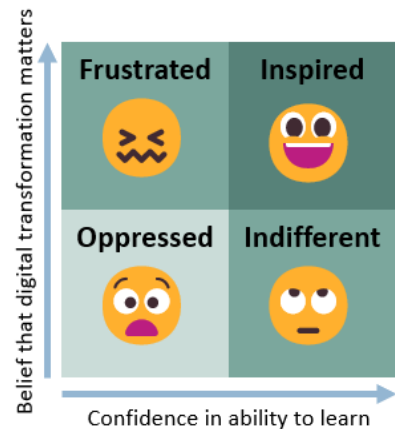 Belief that digital transformation matters
Frustrated
Inspired
Oppressed
Indifferent
Confidence in ability to learn